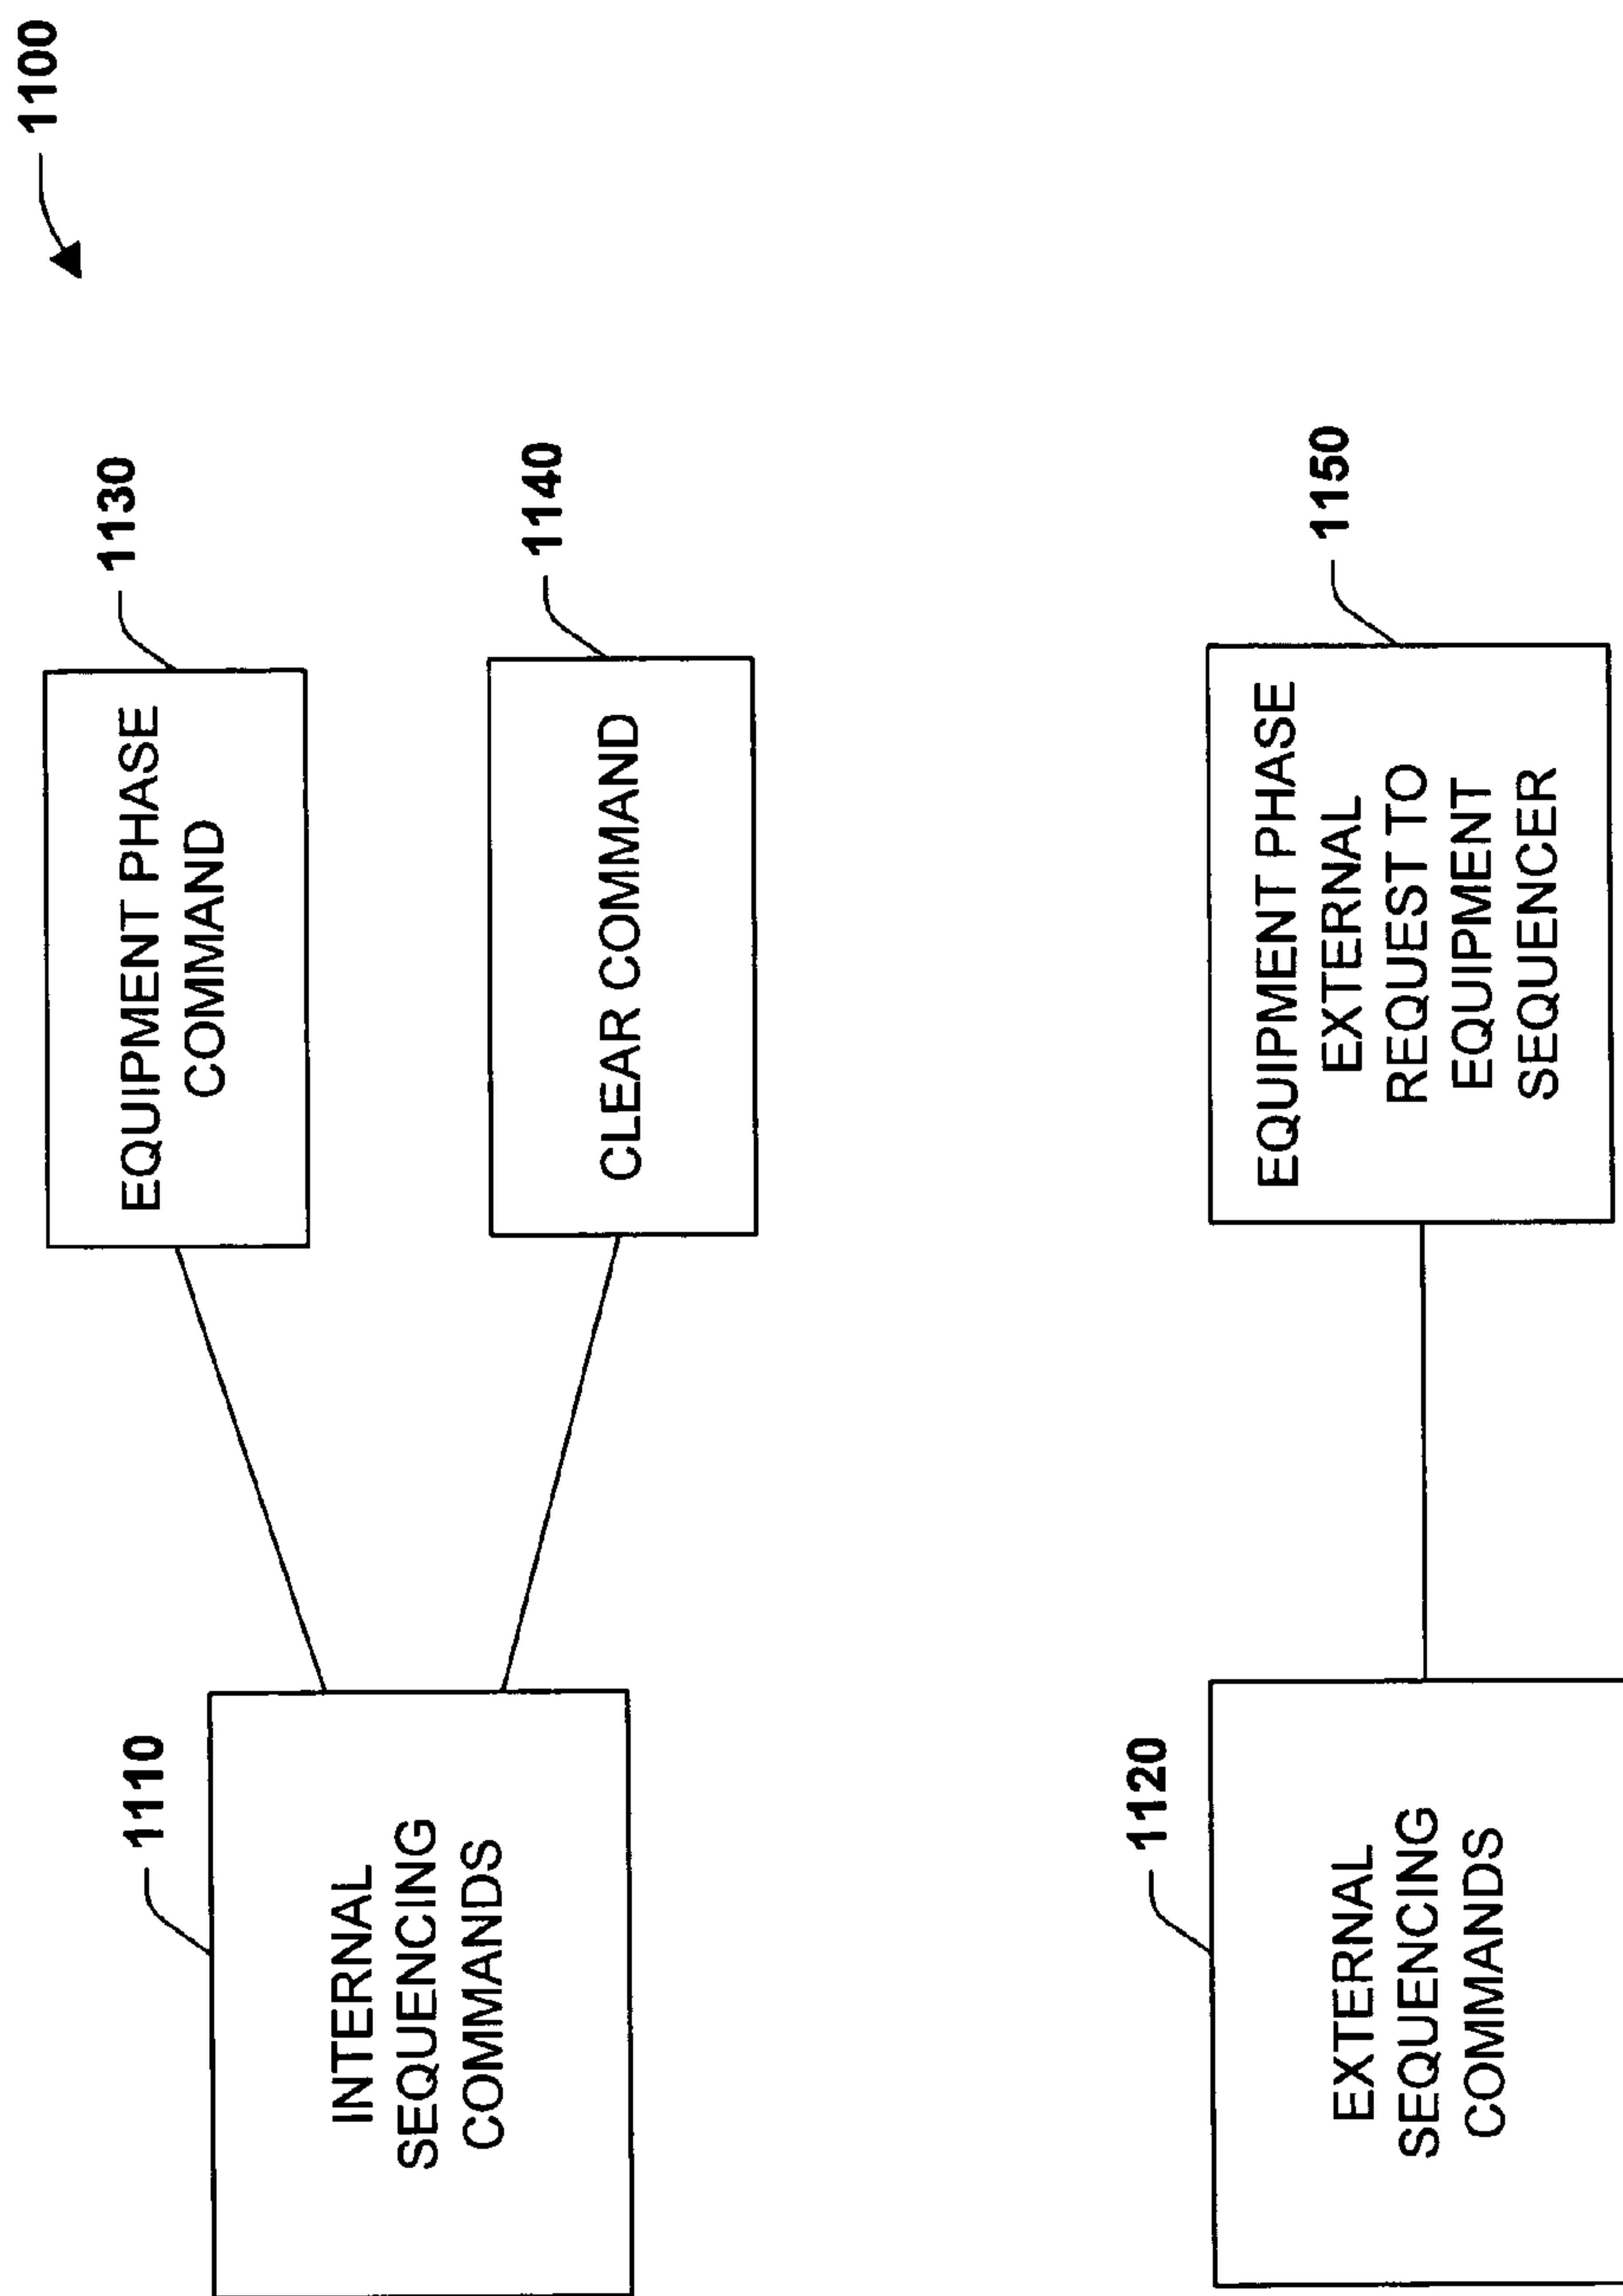 1100
1110
INTERNAL
SEQUENCING
COMMANDS
1130
EQUIPMENT PHASE
COMMAND
1140
CLEAR COMMAND
1120
EXTERNAL
SEQUENCING
COMMANDS
1150
EQUIPMENT PHASE
EXTERNAL
REQUEST TO
EQUIPMENT
SEQUENCER